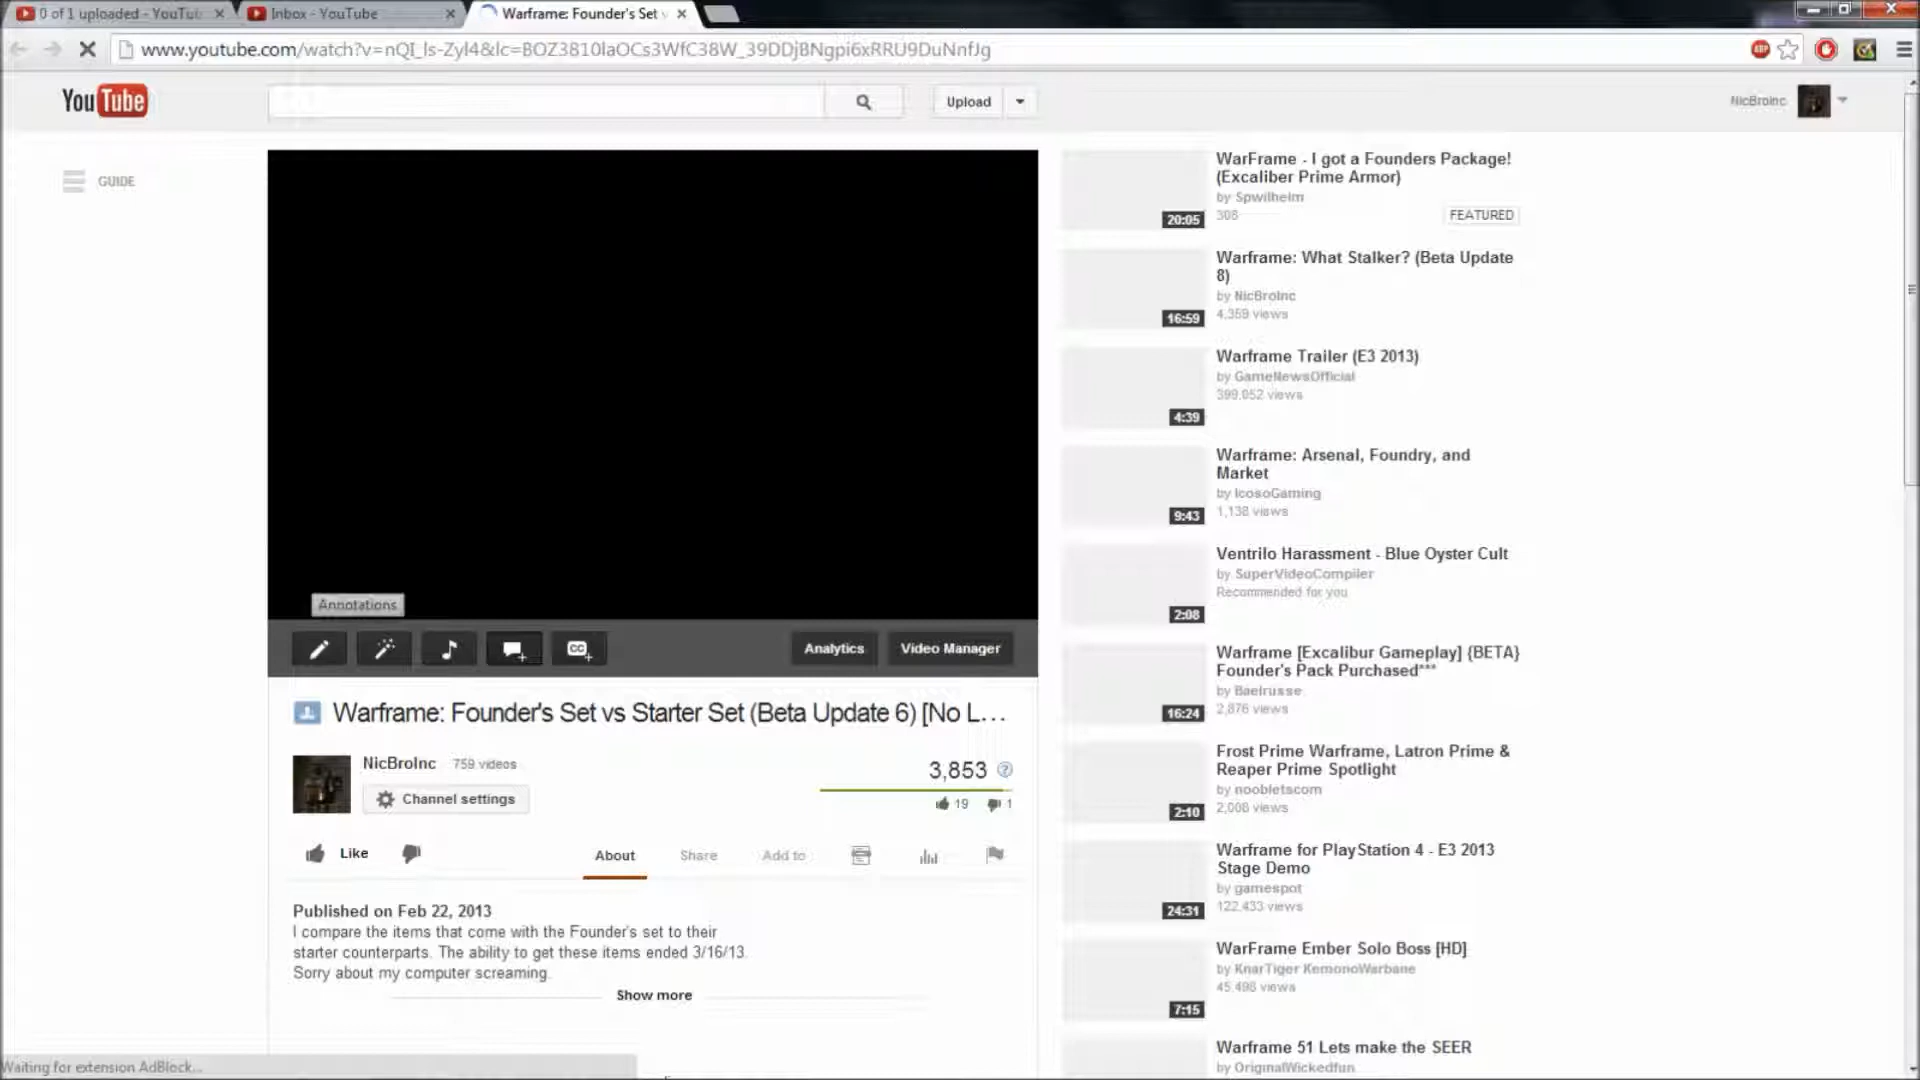 0 of 1 uploaded - YouTub
Inbox - YouTube
Warframe: Founder's Set v
www.youtube.com/watch?v=nQI_ls-Zyl4&lc=BOZ3810laOCs3WfC38W_39DDjBNgpi6xRRU9DuNnfJg
ABP
YouTube
Upload
NicBroInc
GUIDE
Annotations
CC
Analytics
Video Manager
Warframe: Founder's Set vs Starter Set (Beta Update 6) [No L...
NicBroInc 759 videos
Channel settings
3,853
19 1
Like
About Share Add to
Published on Feb 22, 2013
I compare the items that come with the Founder's set to their
starter counterparts. The ability to get these items ended 3/16/13.
Sorry about my computer screaming.
Show more
WarFrame - I got a Founders Package!
(Excaliber Prime Armor)
by Spwilhelm
308
FEATURED
20:05
Warframe: What Stalker? (Beta Update
8)
by NicBroInc
4,359 views
16:59
Warframe Trailer (E3 2013)
by GameNewsOfficial
399,052 views
4:39
Warframe: Arsenal, Foundry, and
Market
by IcosoGaming
1,138 views
9:43
Ventrilo Harassment - Blue Oyster Cult
by SuperVideoCompiler
Recommended for you
2:08
Warframe [Excalibur Gameplay] {BETA}
Founder's Pack Purchased***
by Baelrusse
2,876 views
16:24
Frost Prime Warframe, Latron Prime &
Reaper Prime Spotlight
by noobletscom
2,008 views
2:10
Warframe for PlayStation 4 - E3 2013
Stage Demo
by gamespot
122,433 views
24:31
WarFrame Ember Solo Boss [HD]
by KnarTiger KemonoWarbane
45,498 views
7:15
Warframe 51 Lets make the SEER
by OriginalWickedfun
Waiting for extension AdBlock...